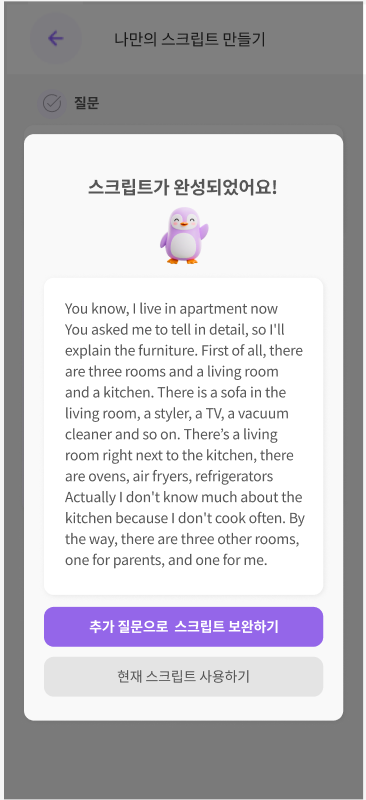 나만의 스크립트 만들기
질문
스크립트가 완성되었어요!
You know, I live in apartment now
You asked me to tell in detail, so I'll
explain the furniture. First of all, there
are three rooms and a living room
and a kitchen. There is a sofa in the
living room, a styler, a TV, a vacuum
cleaner and so on. There’s a living
room right next to the kitchen, there
are ovens, air fryers, refrigerators
Actually I don't know much about the
kitchen because I don't cook often. By
the way, there are three other rooms,
one for parents, and one for me.
추가 질문으로 스크립트 보완하기
현재 스크립트 사용하기